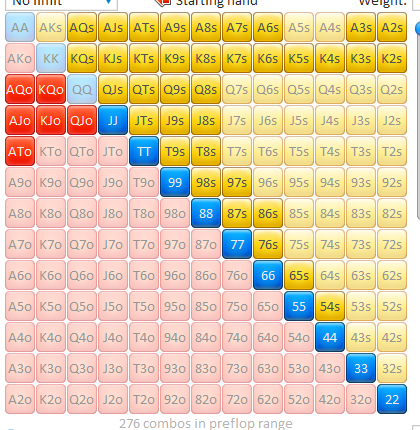 No limit Starting hand Weight:
AA AKs AQs AJs ATs A9s A8s A7s A6s A5s A4s A3s A2s
AKo KK KQs KJs KTs K9s K8s K7s K6s K5s K4s K3s K2s
AQo KQo QQ QJs QTs Q9s Q8s Q7s Q6s Q5s Q4s Q3s Q2s
AJo KJo QJo JJ JTs J9s J8s J7s J6s J5s J4s J3s J2s
ATo KTo QTo JTo TT T9s T8s T7s T6s T5s T4s T3s T2s
A9o K9o Q9o J9o T9o 99 98s 97s 96s 95s 94s 93s 92s
A8o K8o Q8o J8o T8o 98o 88 87s 86s 85s 84s 83s 82s
A7o K7o Q7o J7o T7o 97o 87o 77 76s 75s 74s 73s 72s
A6o K6o Q6o J6o T6o 96o 86o 76o 66 65s 64s 63s 62s
A5o K5o Q5o J5o T5o 95o 85o 75o 65o 55 54s 53s 52s
A4o K4o Q4o J4o T4o 94o 84o 74o 64o 54o 44 43s 42s
A3o K3o Q3o J3o T3o 93o 83o 73o 63o 53o 43o 33 32s
A2o K2o Q2o J2o T2o 92o 82o 72o 62o 52o 42o 32o 22
276 combos in preflop range